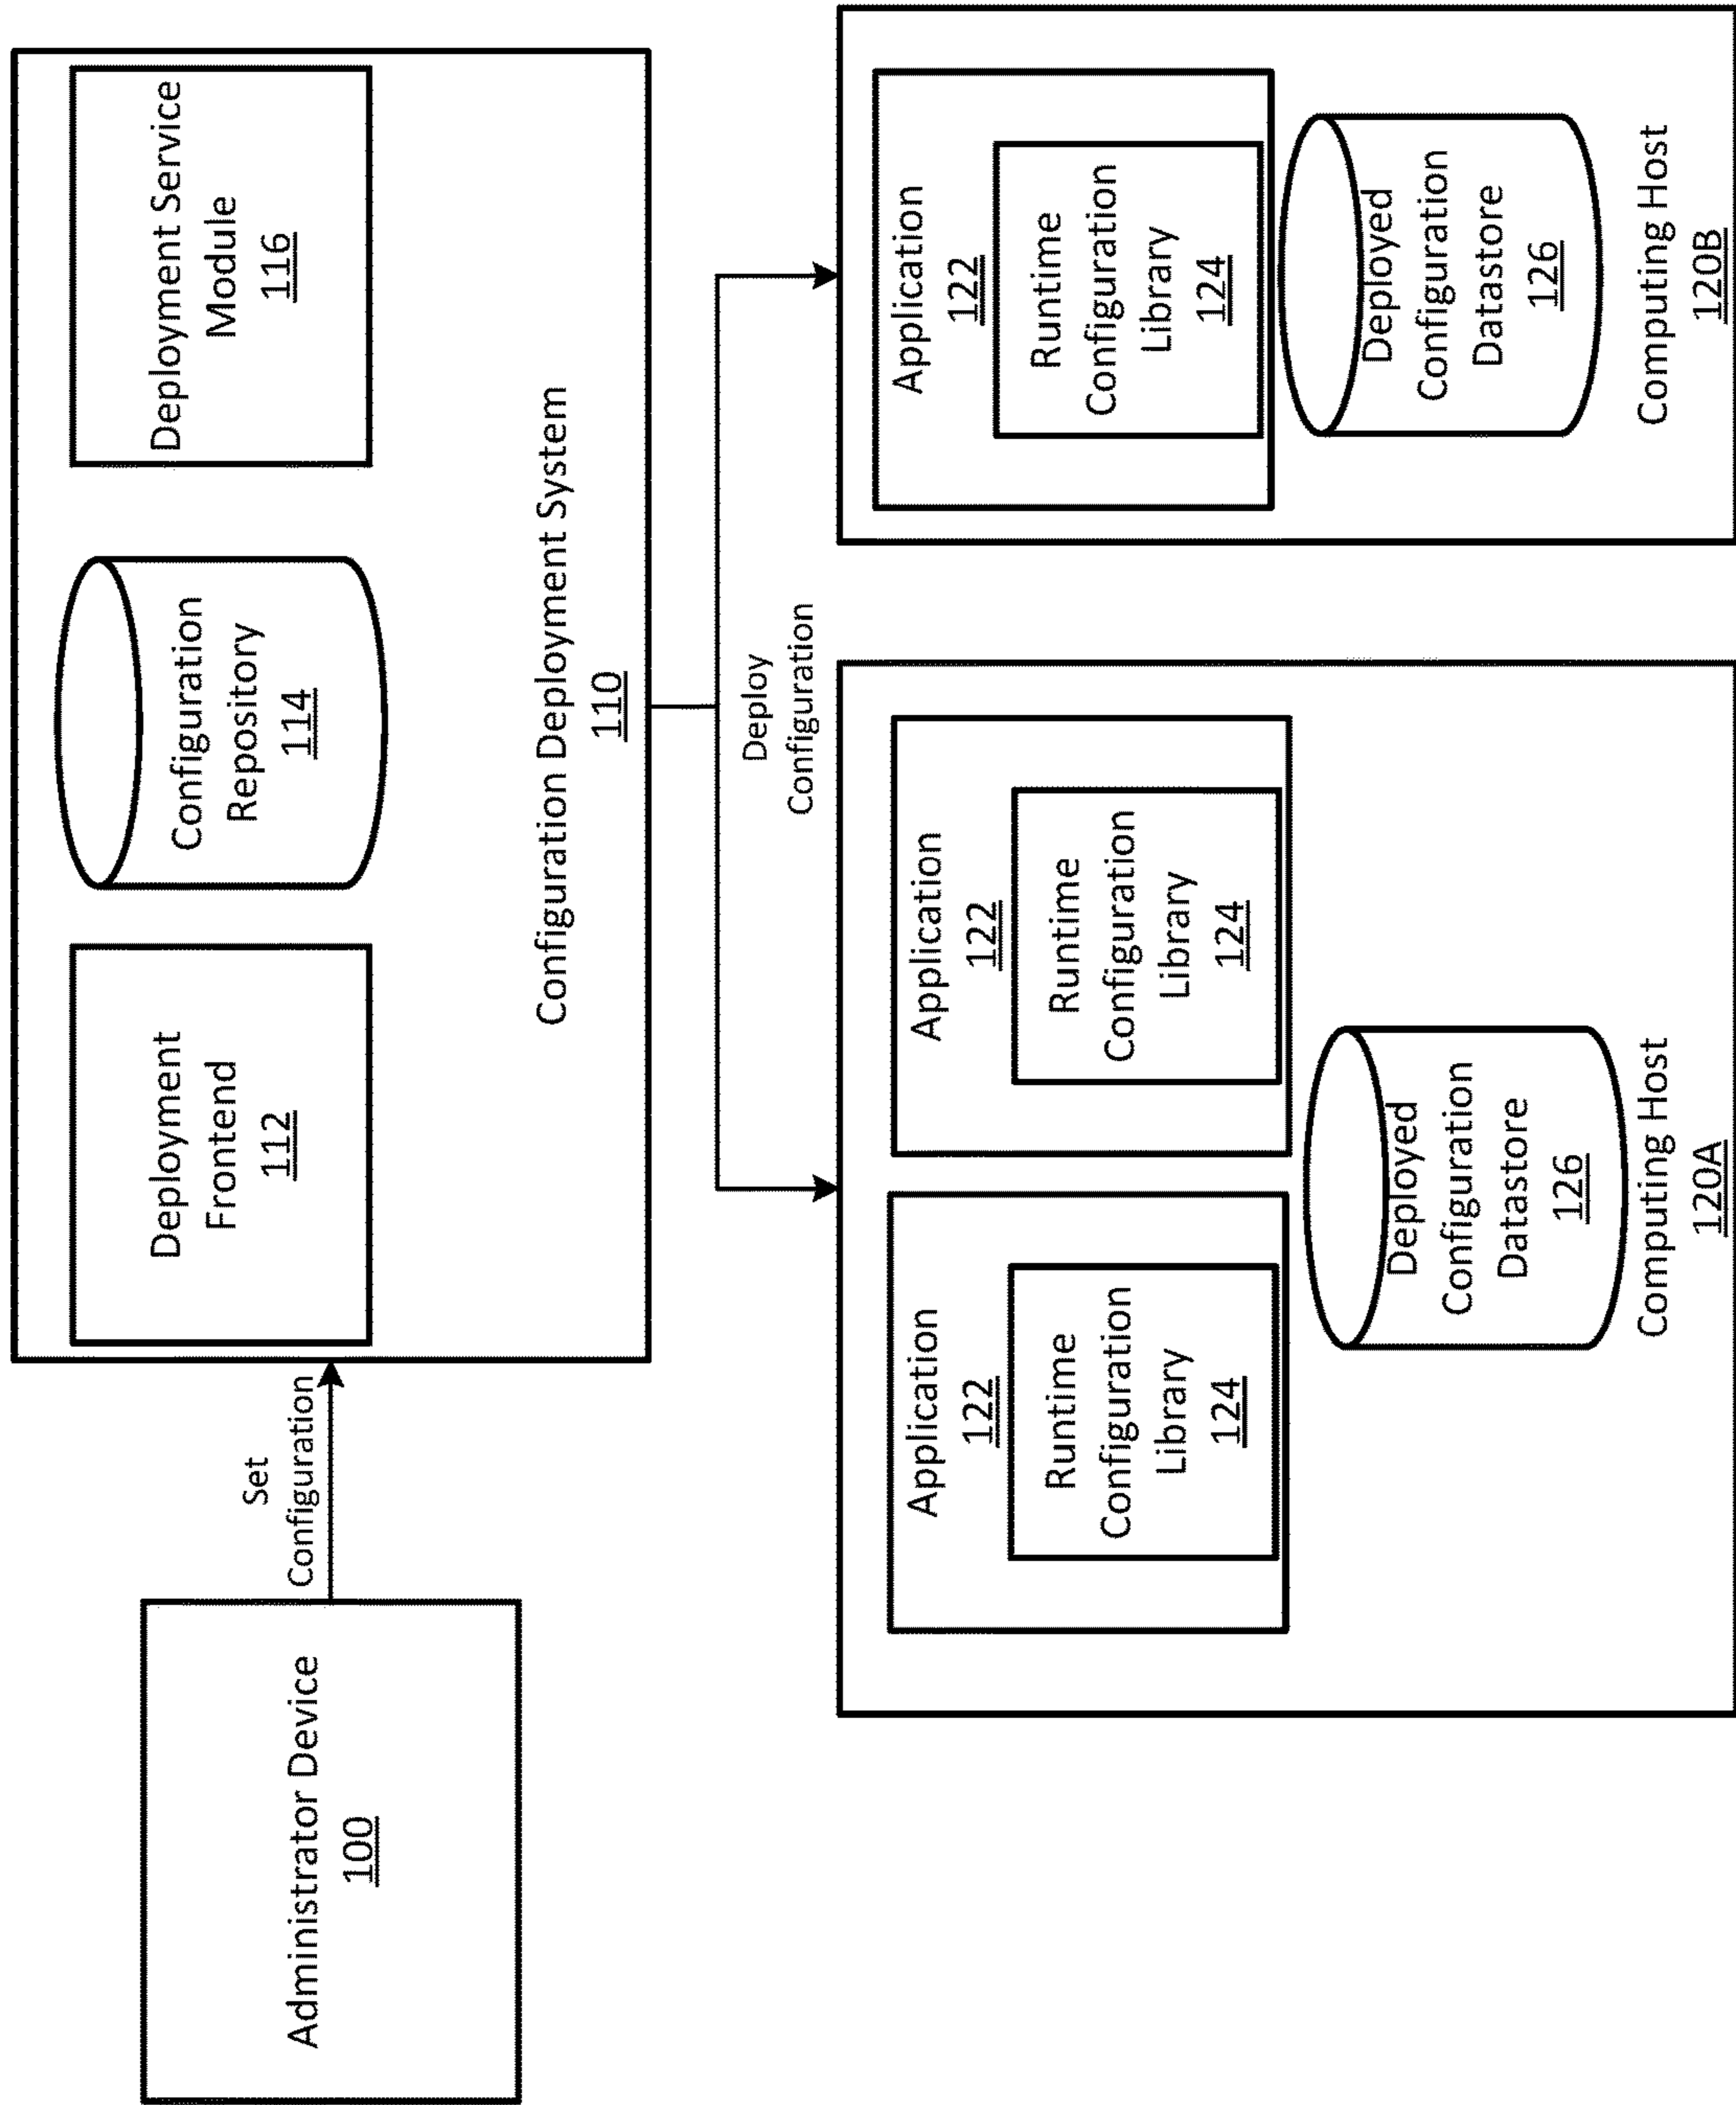 Administrator Device
100
Set
Configuration
Deployment
Frontend
112
Configuration
Repository
114
Deployment Service
Module
116
Configuration Deployment System
110
Deploy
Configuration
Application
122
Runtime
Configuration
Library
124
Application
122
Runtime
Configuration
Library
124
Deployed
Configuration
Datastore
126
Computing Host
120A
Application
122
Runtime
Configuration
Library
124
Deployed
Configuration
Datastore
126
Computing Host
120B